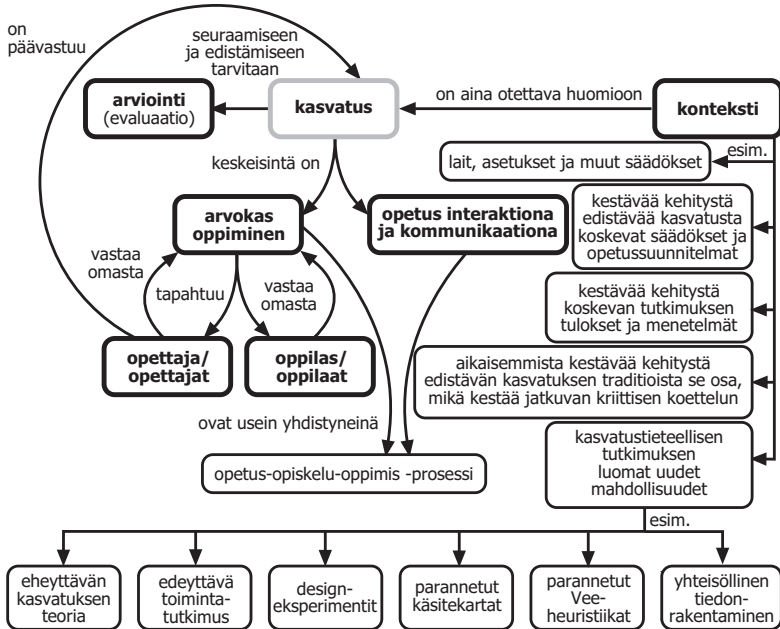 on
päävastuu
seuraamiseen
ja edistämiseen
tarvitaan
arviointi
(evaluaatio)
kasvatus
on aina otettava huomioon
konteksti
esim.
keskeisintä on
lait, asetukset ja muut säädökset
arvokas
oppiminen
opetus interaktiona
ja kommunikaationa
kestävää kehitystä
edistävää kasvatusta
koskevat säädökset ja
opetussuunnitelmat
vastaa
omasta
tapahtuu
vastaa
omasta
kestävää kehitystä
koskevan tutkimuksen
tulokset ja menetelmät
opettaja/
opettajat
oppilas/
oppilaat
aikaisemmista kestävää kehitystä
edistävän kasvatuksen traditioista se osa,
mikä kestää jatkuvan kriittisen koettelun
ovat usein yhdistyneinä
opetus-opiskelu-oppimis -prosessi
kasvatustieteellisen
tutkimuksen
luomat uudet
mahdollisuudet
esim.
eheyttävän
kasvatuksen
teoria
edeyttävä
toiminta-
tutkimus
design-
eksperimentit
parannetut
käsitekartat
parannetut
Vee-
heuristiikat
yhteisöllinen
tiedon-
rakentaminen